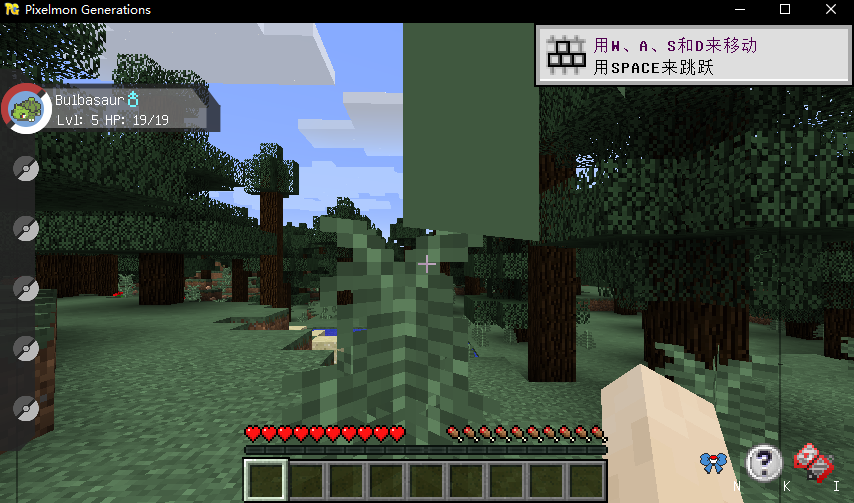 Pixelmon Generations
用W、A、S和D来移动
用SPACE来跳跃
Bulbasaur♂
Lvl: 5 HP: 19/19
?
N K I